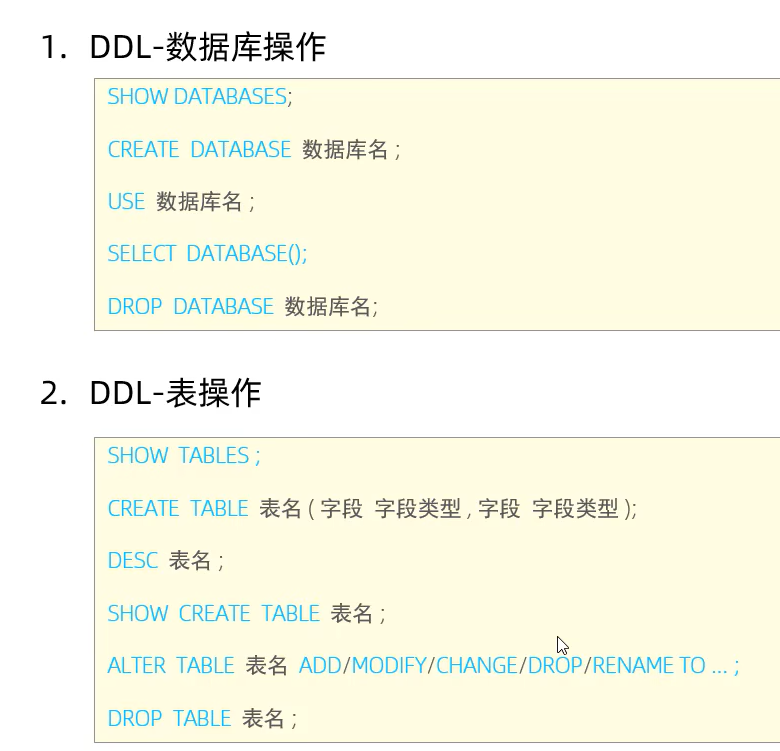 1. DDL-数据库操作
SHOW DATABASES;
CREATE DATABASE 数据库名 ;
USE 数据库名 ;
SELECT DATABASE();
DROP DATABASE 数据库名;
2. DDL-表操作
SHOW TABLES ;
CREATE TABLE 表名 ( 字段 字段类型 , 字段 字段类型 );
DESC 表名 ;
SHOW CREATE TABLE 表名 ;
ALTER TABLE 表名 ADD/MODIFY/CHANGE/DROP/RENAME TO ... ;
DROP TABLE 表名 ;